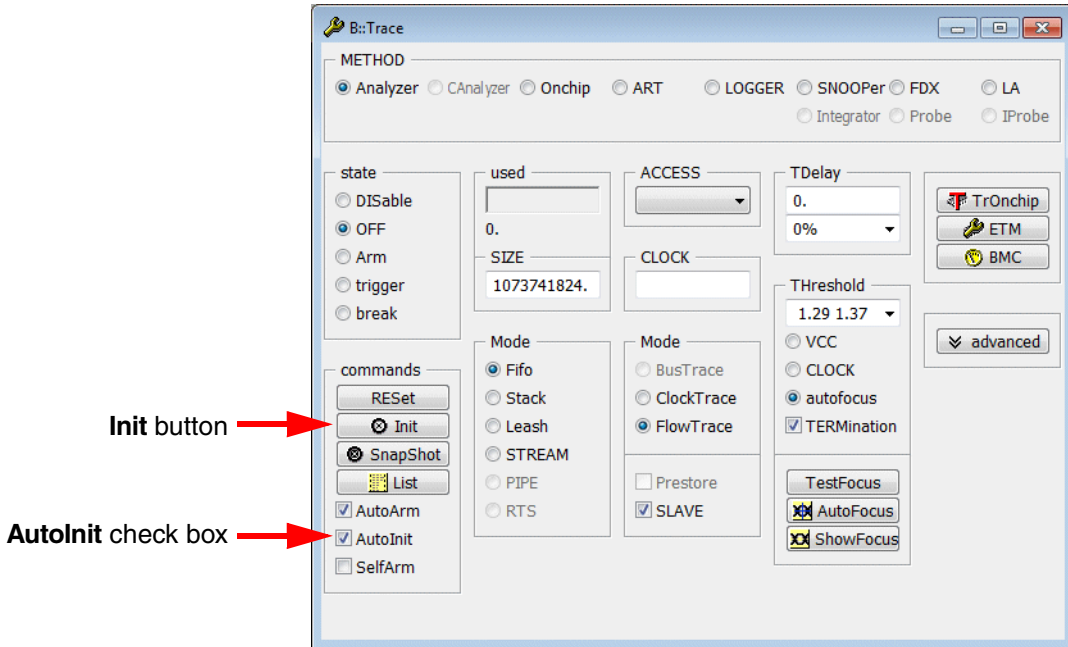 B::Trace
METHOD
Analyzer CAnalyzer Onchip ART LOGGER SNOOPer FDX LA
Integrator Probe IProbe
state
DISable
OFF
Arm
trigger
break
used
0.
SIZE
1073741824.
ACCESS
CLOCK
TDelay
0.
0%
TrOnchip
ETM
BMC
THreshold
1.29 1.37
VCC
CLOCK
autofocus
TERMination
TestFocus
AutoFocus
ShowFocus
advanced
commands
RESet
Init
SnapShot
List
AutoArm
AutoInit
SelfArm
Mode
Fifo
Stack
Leash
STREAM
PIPE
RTS
Mode
BusTrace
ClockTrace
FlowTrace
Prestore
SLAVE
Init button
AutoInit check box